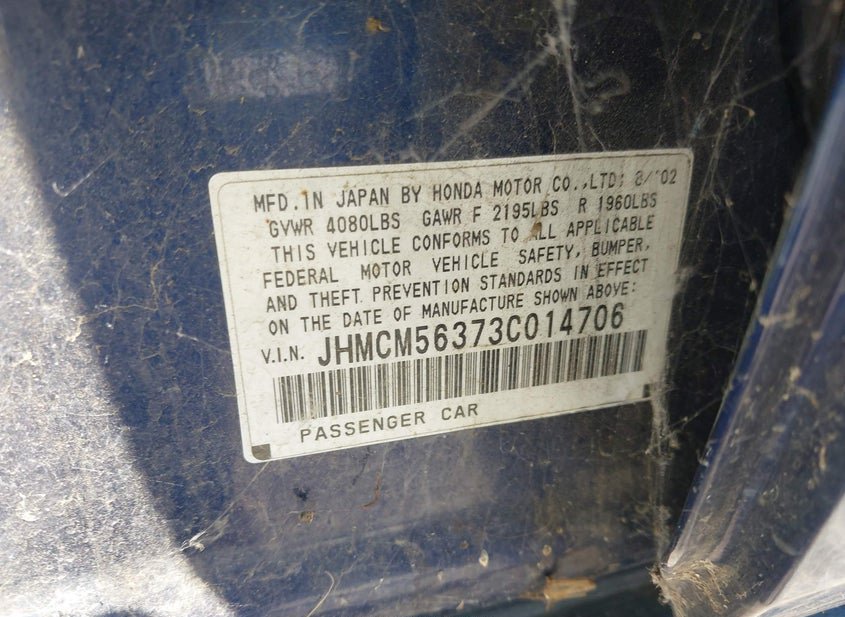 MFD.IN JAPAN BY HONDA MOTOR CO.,LTD: 8/'02
GVWR 4080LBS GAWR F 2195LBS R 1960LBS
THIS VEHICLE CONFORMS TO ALL APPLICABLE
FEDERAL MOTOR VEHICLE SAFETY, BUMPER,
AND THEFT PREVENTION STANDARDS IN EFFECT
ON THE DATE OF MANUFACTURE SHOWN ABOVE:
V.I.N. JHMCM56373C014706
PASSENGER CAR